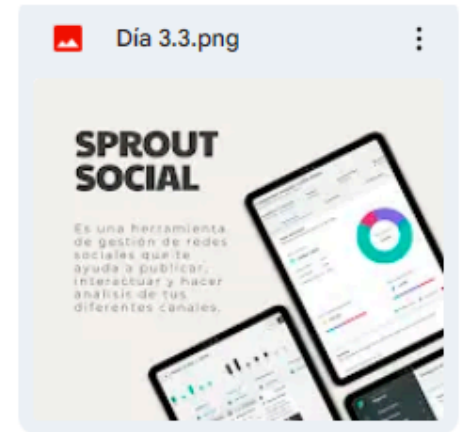 Día 3.3.png
SPROUT
SOCIAL
Es una herramienta
de gestión de redes
sociales que te
ayuda a publicar,
interactuar y hacer
análisis de tus
diferentes canales.